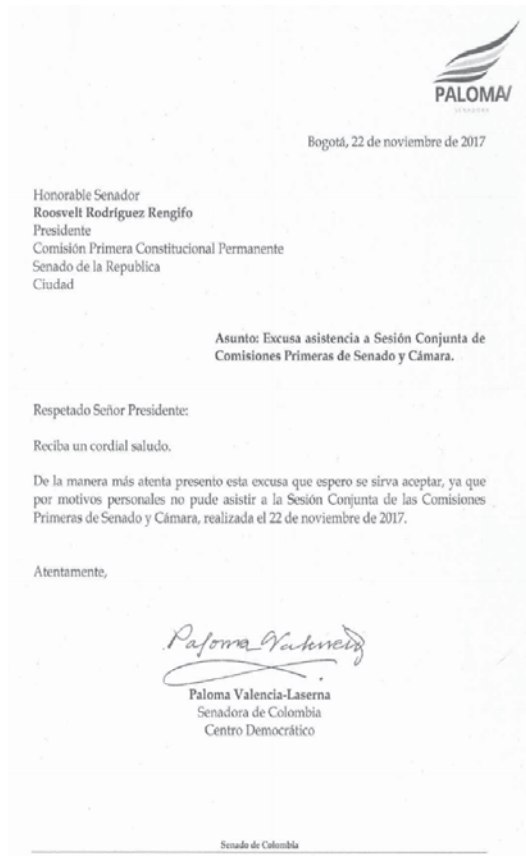 PALOMA
SENADORA
Bogotá, 22 de noviembre de 2017
Honorable Senador
Roosvelt Rodríguez Rengifo
Presidente
Comisión Primera Constitucional Permanente
Senado de la Republica
Ciudad
Asunto: Excusa asistencia a Sesión Conjunta de
Comisiones Primeras de Senado y Cámara.
Respetado Señor Presidente:
Reciba un cordial saludo.
De la manera más atenta presento esta excusa que espero se sirva aceptar, ya que
por motivos personales no pude asistir a la Sesión Conjunta de las Comisiones
Primeras de Senado y Cámara, realizada el 22 de noviembre de 2017.
Atentamente,
Paloma Valencia
Paloma Valencia-Laserna
Senadora de Colombia
Centro Democrático
Senado de Colombia